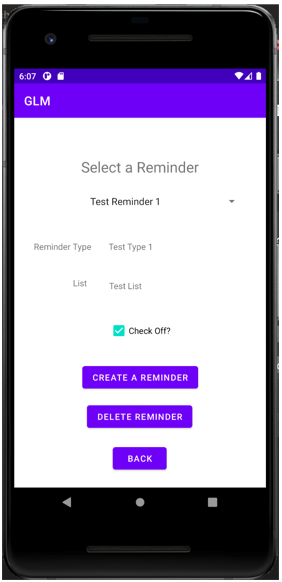 6:07
GLM
Select a Reminder
Test Reminder 1
Reminder Type Test Type 1
List Test List
Check Off?
CREATE A REMINDER
DELETE REMINDER
BACK